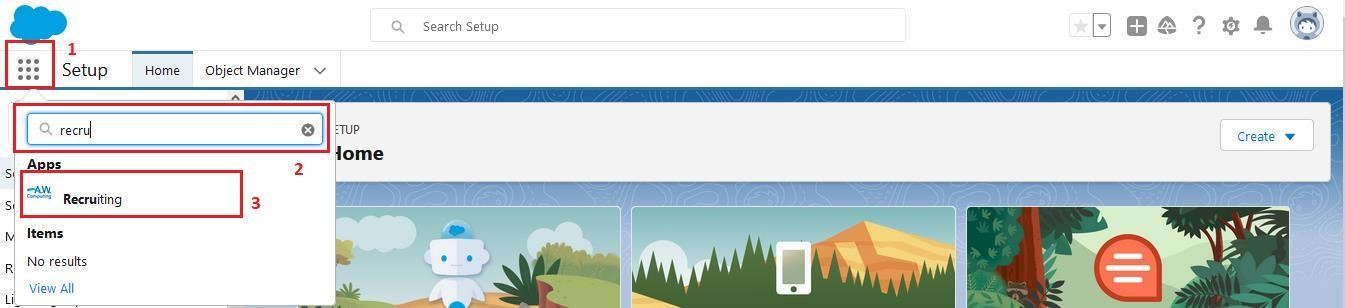 Search Setup
1
Setup
Home
Object Manager
recru
ETUP
Home
Create
2
Apps
A.W. Computing
Recruiting
3
Items
No results
View All